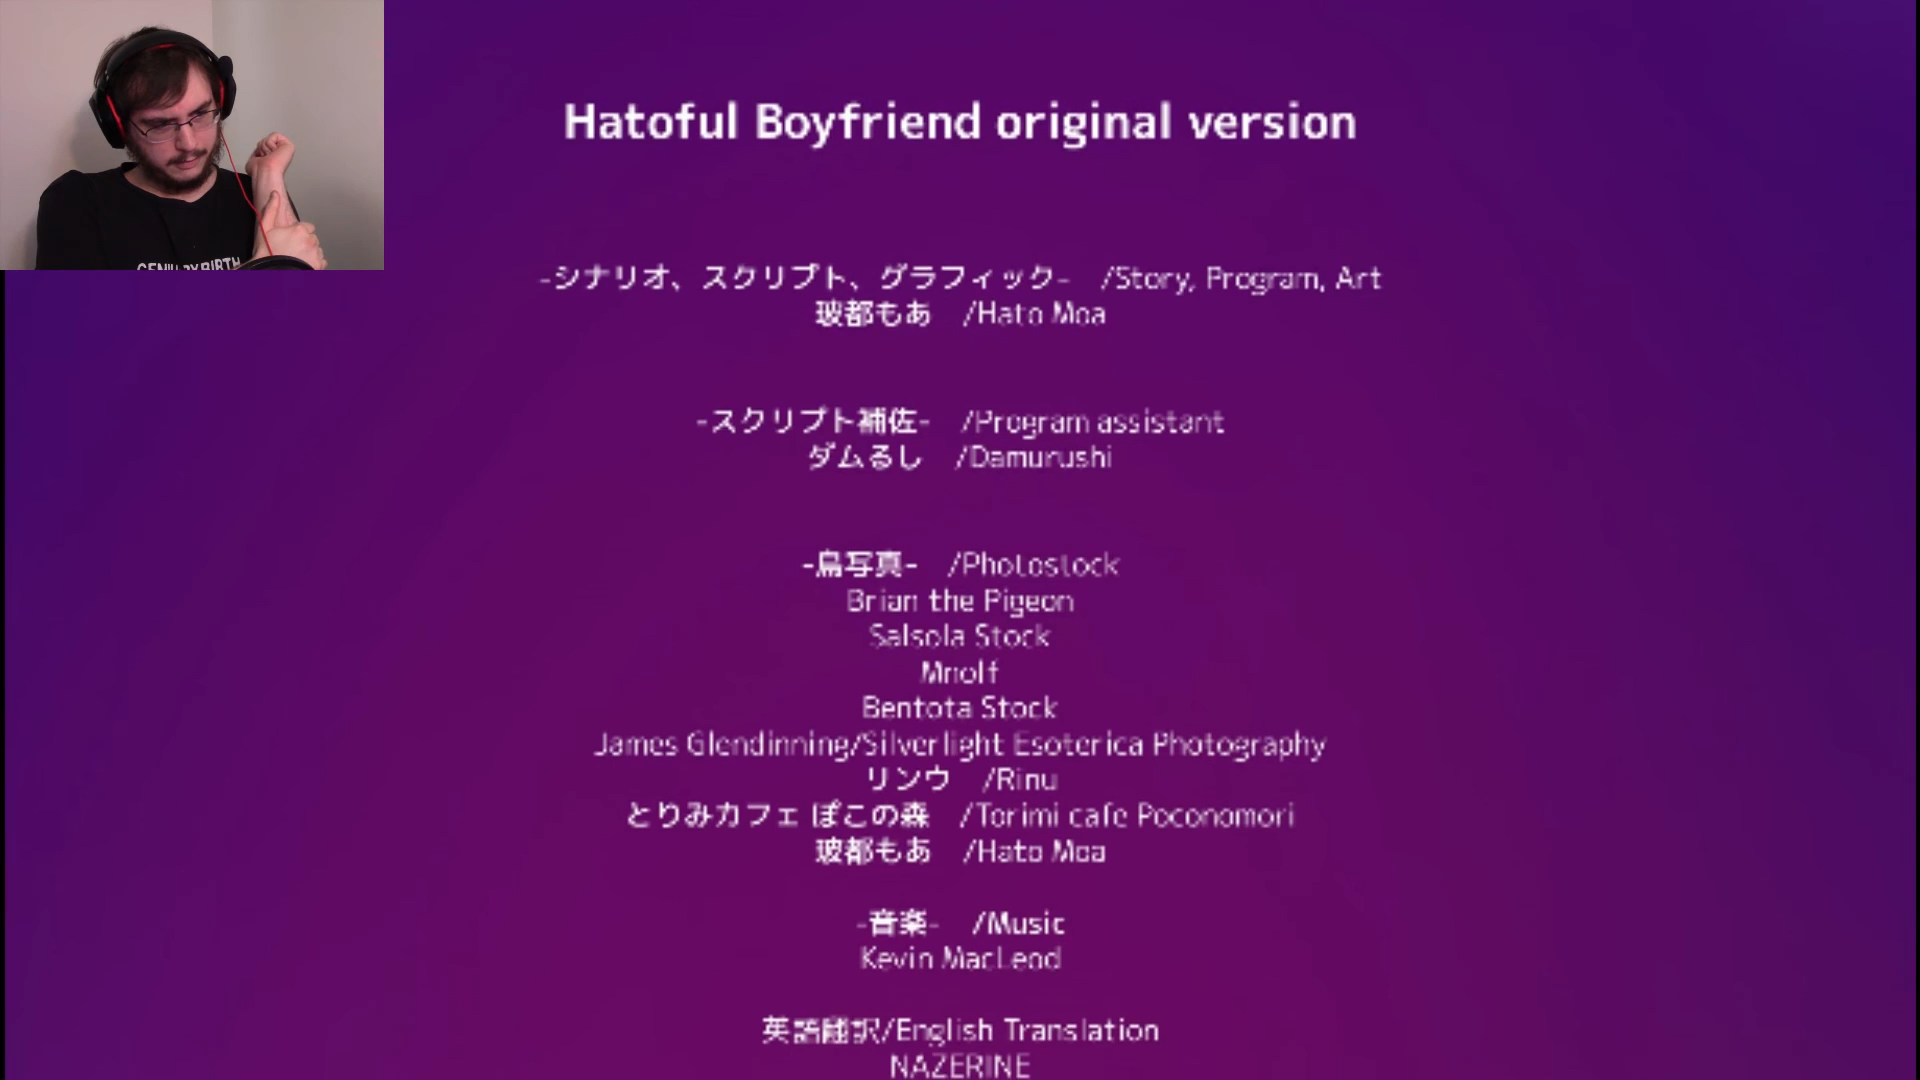 Hatoful Boyfriend original version
-シナリオ、スクリプト、グラフィック- /Story, Program, Art
玻都もあ /Hato Moa
-スクリプト補佐- /Program assistant
ダムるし /Damurushi
-鳥写真- /Photostock
Brian the Pigeon
Salsola Stock
Mnolf
Bentota Stock
James Glendinning/Silverlight Esoterica Photography
リンウ /Rinu
とりみカフェ ぽこの森 /Torimi cafe Poconomori
玻都もあ /Hato Moa
-音楽- /Music
Kevin MacLeod
英語翻訳/English Translation
NAZERINE